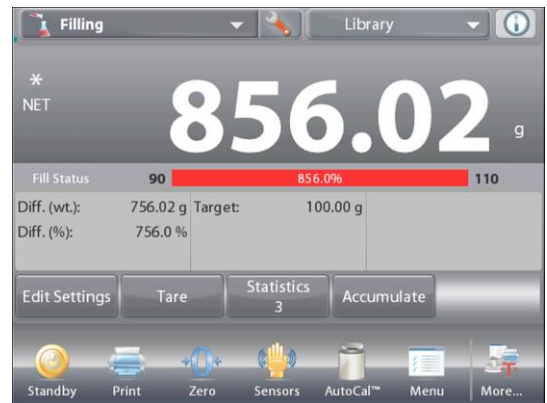 Filling Library
*
NET 856.02 g
Fill Status 90 856.0% 110
Diff. (wt.): 756.02 g Target: 100.00 g
Diff. (%): 756.0 %
Edit Settings Tare Statistics 3 Accumulate
Standby Print Zero Sensors AutoCal™ Menu More...